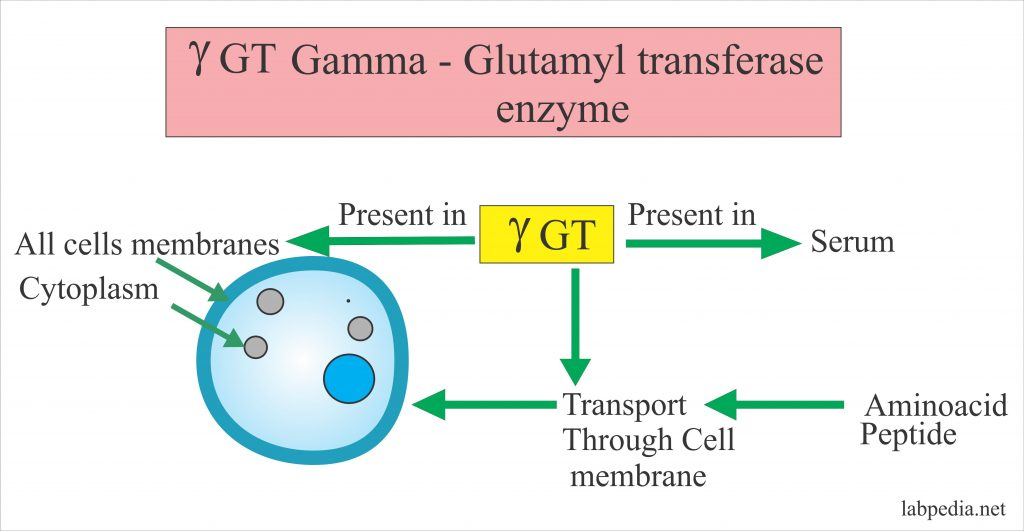 γ GT Gamma - Glutamyl transferase
enzyme
Present in
γ GT
Present in
All cells membranes
Serum
Cytoplasm
Transport
Through Cell
membrane
Aminoacid
Peptide
labpedia.net